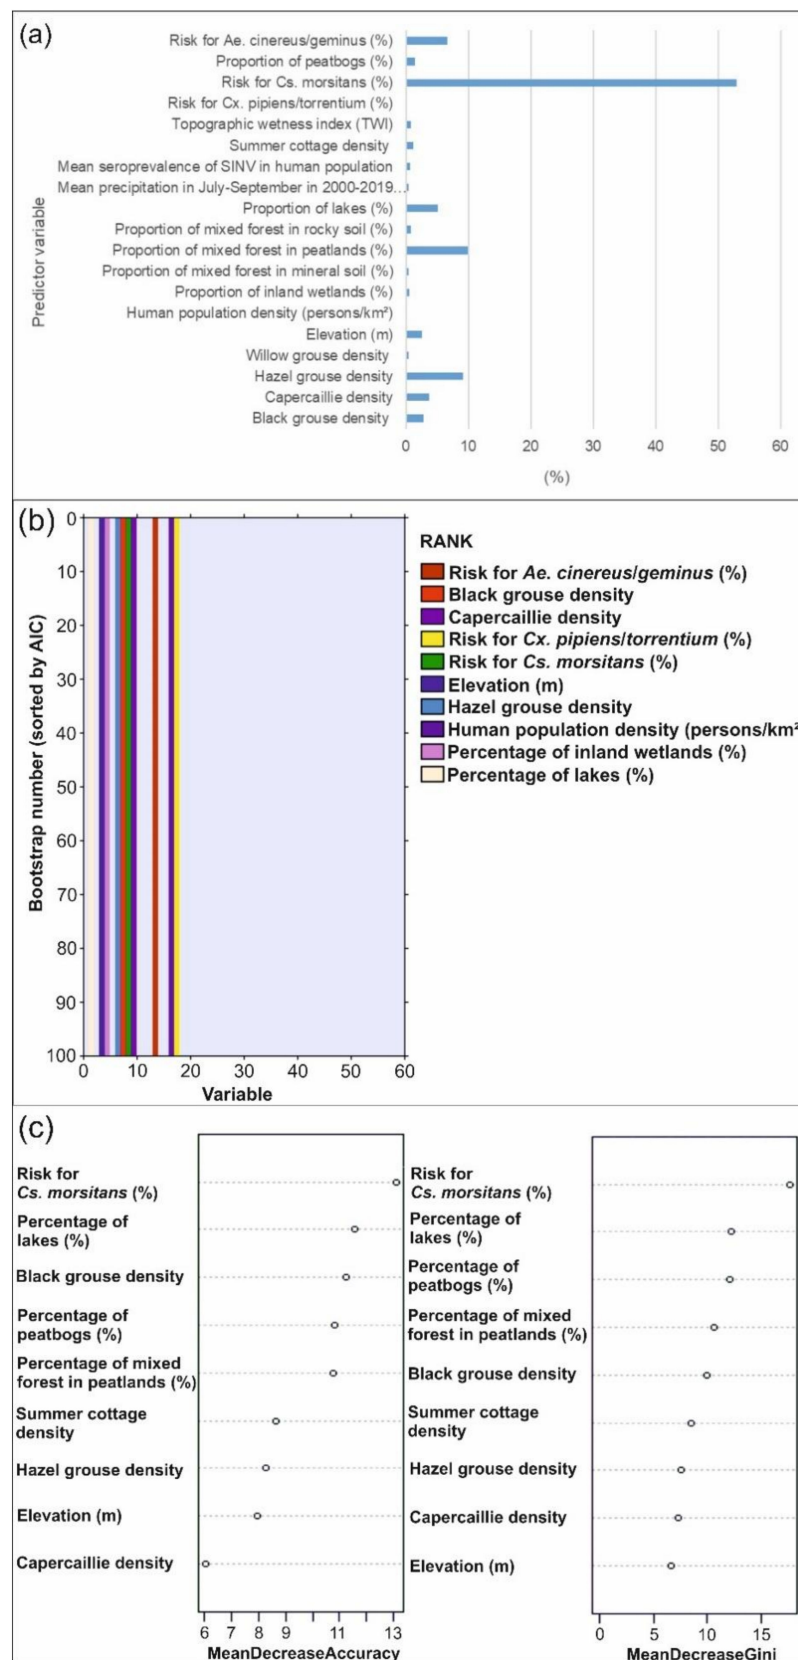 (a)
Risk for Ae. cinereus/geminus (%)
Proportion of peatbogs (%)
Risk for Cs. morsitans (%)
Risk for Cx. pipiens/torrentium (%)
Topographic wetness index (TWI)
Summer cottage density
Mean seroprevalence of SINV in human population
Mean precipitation in July-September in 2000-2019...
Proportion of lakes (%)
Proportion of mixed forest in rocky soil (%)
Proportion of mixed forest in peatlands (%)
Proportion of mixed forest in mineral soil (%)
Proportion of inland wetlands (%)
Human population density (persons/km²)
Elevation (m)
Willow grouse density
Hazel grouse density
Capercaillie density
Black grouse density
Predictor variable
0 10 20 30 40 50 60
(%)
(b)
0
10
20
30
40
50
60
70
80
90
100
Bootstrap number (sorted by AIC)
0 10 20 30 40 50 60
Variable
RANK
Risk for Ae. cinereus/geminus (%)
Black grouse density
Capercaillie density
Risk for Cx. pipiens/torrentium (%)
Risk for Cs. morsitans (%)
Elevation (m)
Hazel grouse density
Human population density (persons/km²
Percentage of inland wetlands (%)
Percentage of lakes (%)
(c)
Risk for
Cs. morsitans (%)
Percentage of
lakes (%)
Black grouse density
Percentage of
peatbogs (%)
Percentage of mixed
forest in peatlands (%)
Summer cottage
density
Hazel grouse density
Elevation (m)
Capercaillie density
6 7 8 9 11 13
MeanDecreaseAccuracy
Risk for
Cs. morsitans (%)
Percentage of
lakes (%)
Percentage of
peatbogs (%)
Percentage of mixed
forest in peatlands (%)
Black grouse density
Summer cottage
density
Hazel grouse density
Capercaillie density
Elevation (m)
0 5 10 15
MeanDecreaseGini